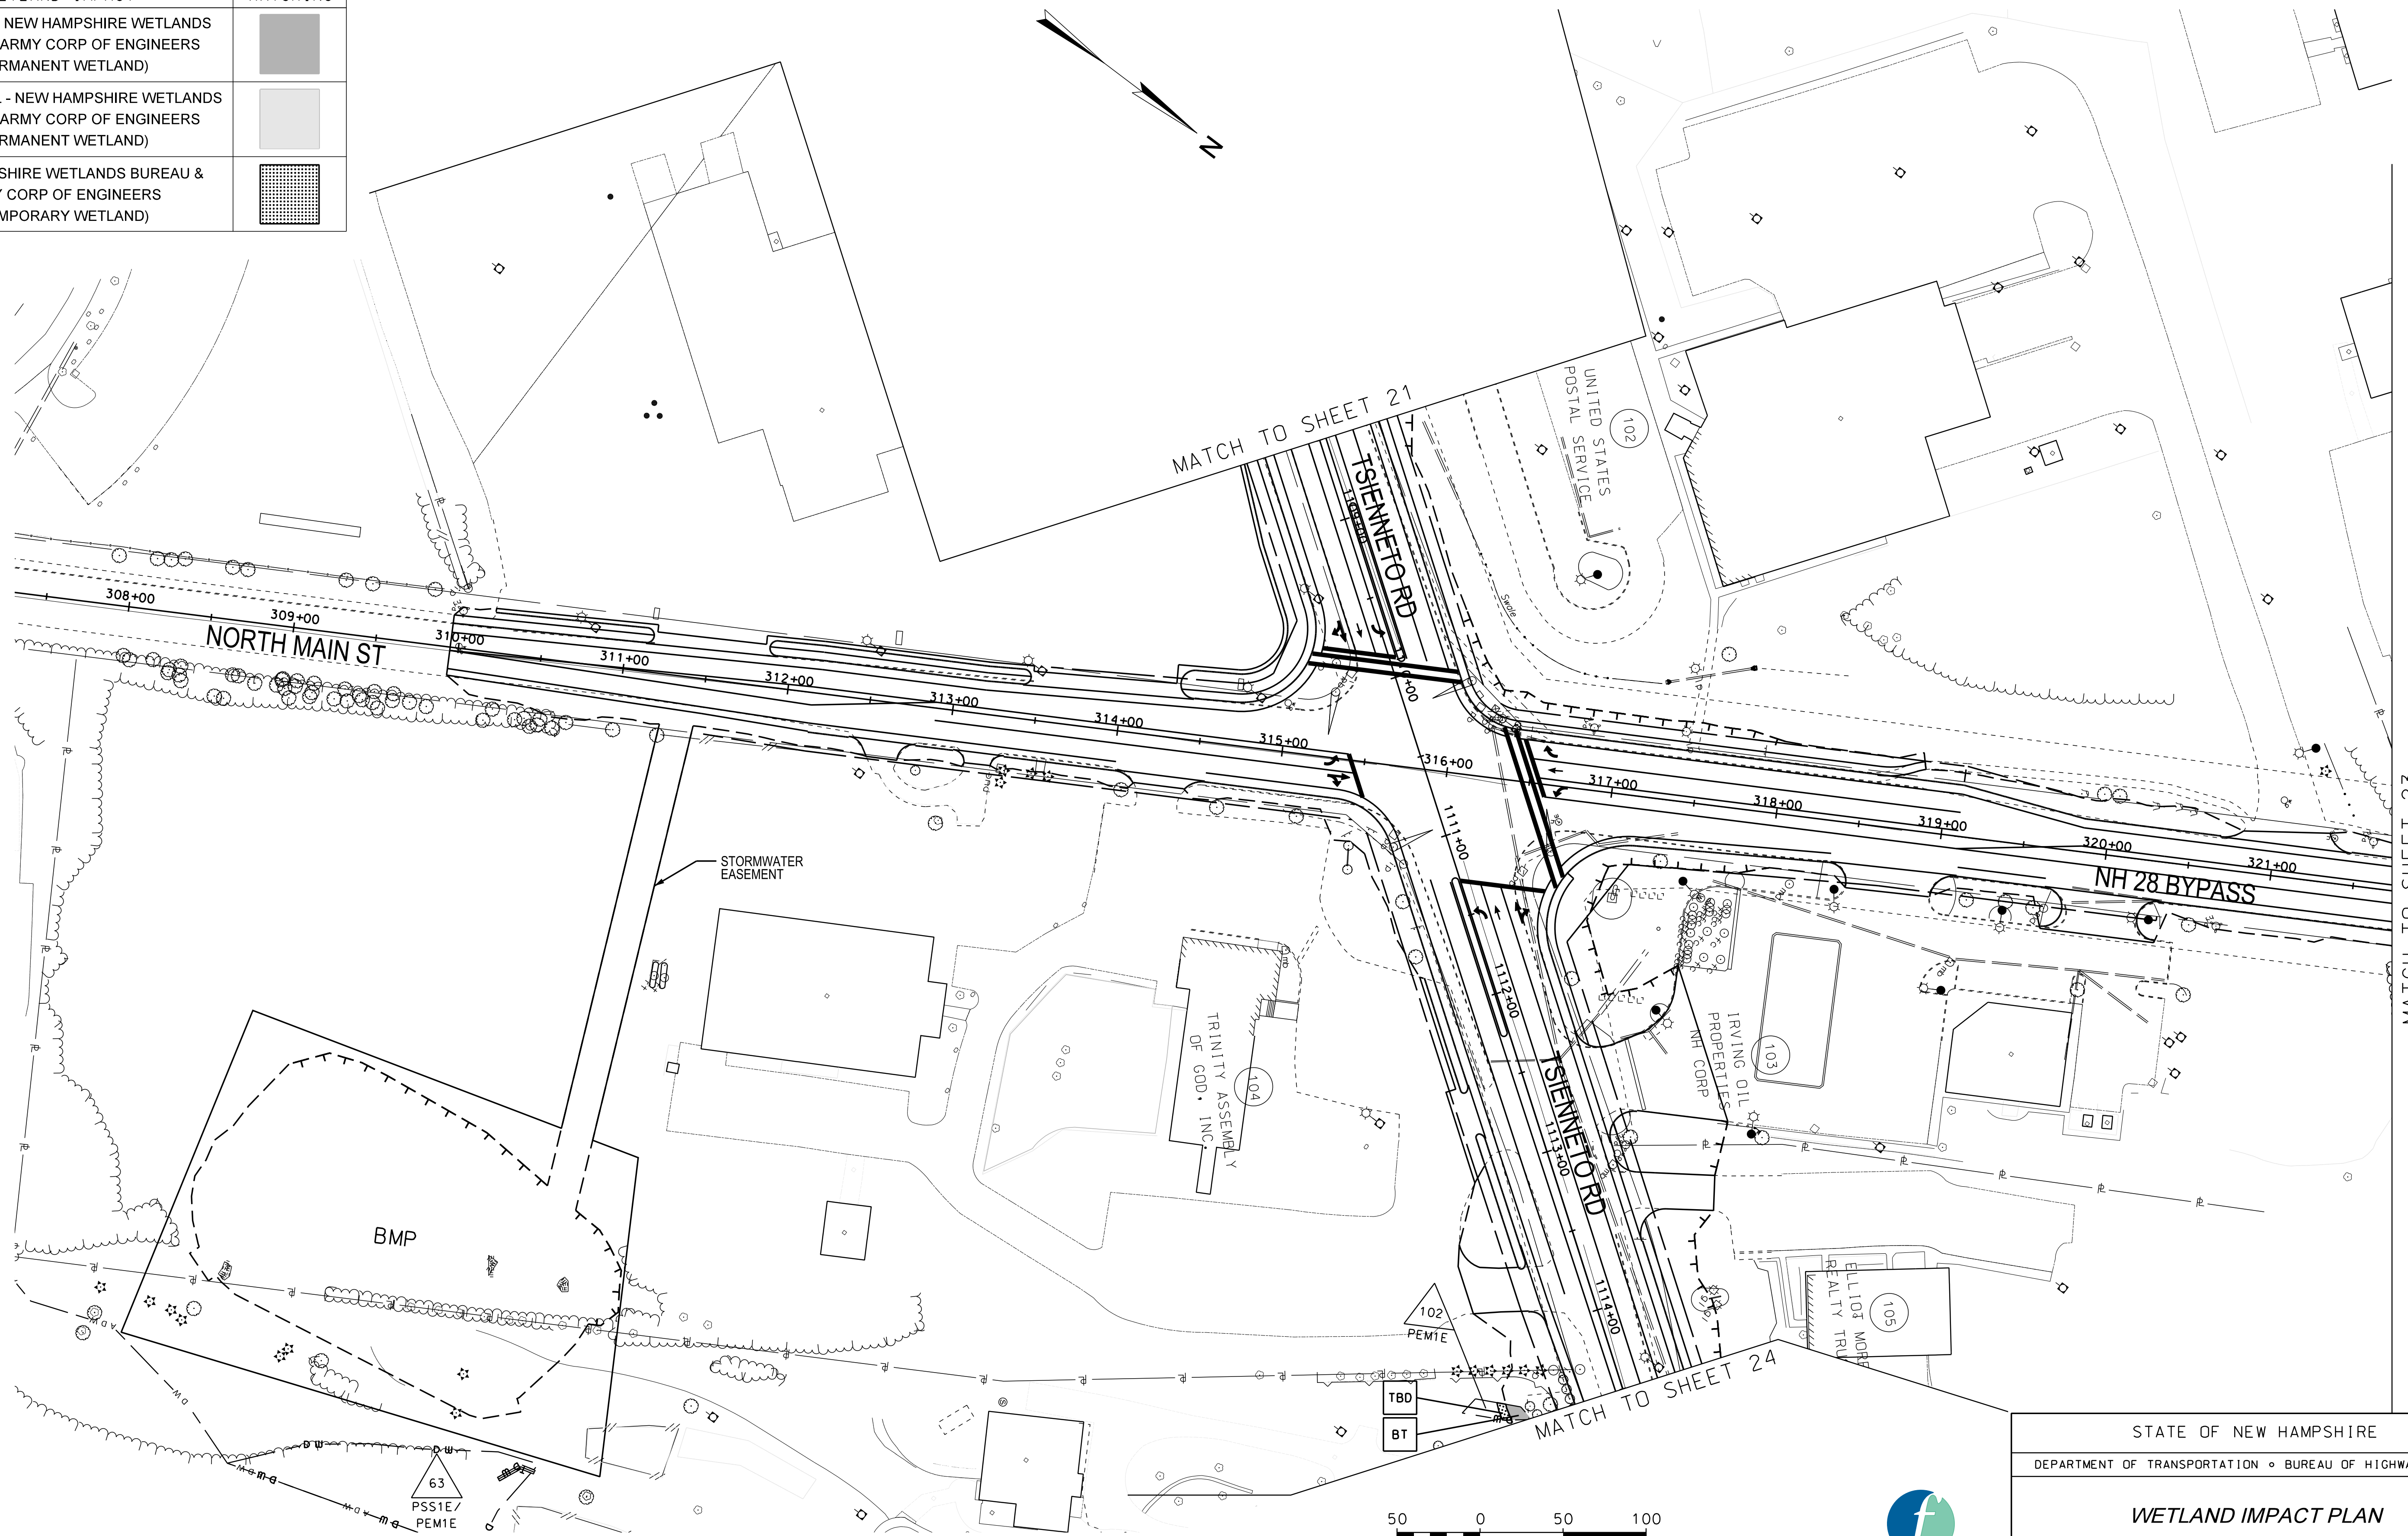 NEW HAMPSHIRE WETLANDS
ARMY CORP OF ENGINEERS
RMANENT WETLAND)
- NEW HAMPSHIRE WETLANDS
ARMY CORP OF ENGINEERS
RMANENT WETLAND)
SHIRE WETLANDS BUREAU &
Y CORP OF ENGINEERS
MPORARY WETLAND)
N
MATCH TO SHEET 21
TSIENNETO RD
1109+00
1110+00
UNITED STATES
POSTAL SERVICE
102
Swale
308+00
309+00
310+00
311+00
312+00
313+00
314+00
315+00
316+00
317+00
318+00
319+00
320+00
321+00
NORTH MAIN ST
NH 28 BYPASS
STORMWATER
EASEMENT
1111+00
1112+00
1113+00
1114+00
TSIENNETO RD
TRINITY ASSEMBLY
OF GOD, INC.
104
IRVING OIL
PROPERTIES
NH CORP
103
BMP
102
PEM1E
105
REALTY TRU
TBD
BT
MATCH TO SHEET 24
63
PSS1E/
PEM1E
50 0 50 100
STATE OF NEW HAMPSHIRE
DEPARTMENT OF TRANSPORTATION • BUREAU OF HIGHWA
WETLAND IMPACT PLAN